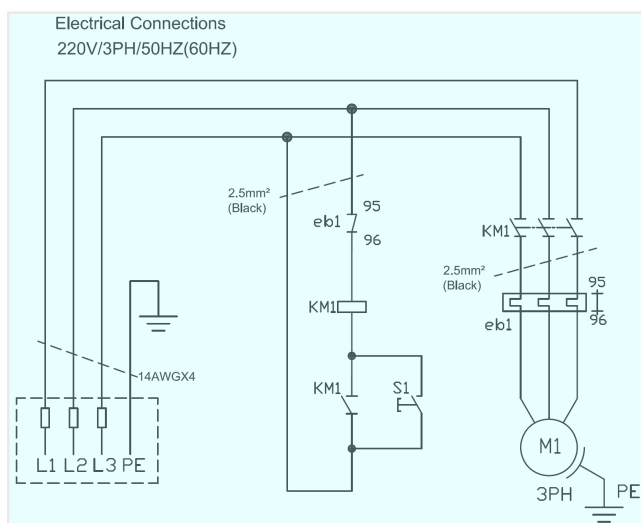 Electrical Connections
220V/3PH/50HZ(60HZ)
2.5mm²
(Black)
95
eb1
96
KM1
2.5mm²
(Black)
95
96
eb1
KM1
14AWGX4
KM1
S1
L1 L2 L3 PE
M1
3PH
PE